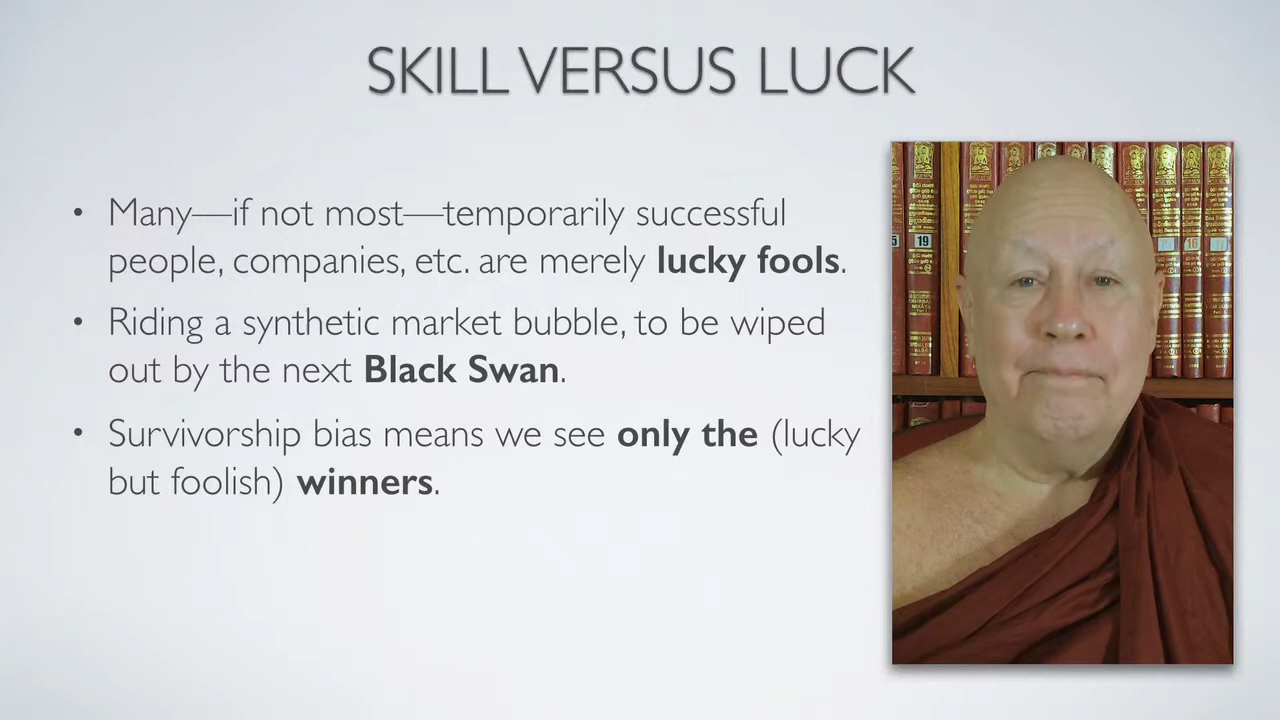 SKILL VERSUS LUCK
• Many—if not most—temporarily successful
people, companies, etc. are merely lucky fools.
• Riding a synthetic market bubble, to be wiped
out by the next Black Swan.
• Survivorship bias means we see only the (lucky
but foolish) winners.
19
16